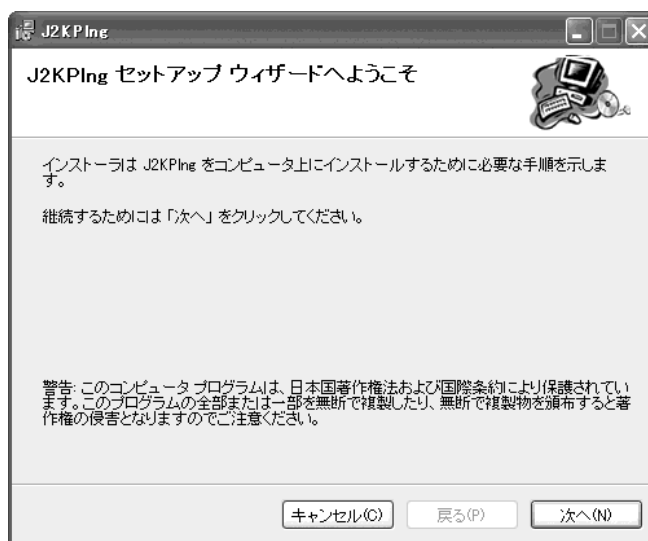 J2KPIng
J2KPIng セットアップ ウィザードへようこそ
インストーラは J2KPIng をコンピュータ上にインストールするために必要な手順を示しま
す。
継続するためには「次へ」をクリックしてください。
警告: このコンピュータ プログラムは、日本国著作権法および国際条約により保護されてい
ます。このプログラムの全部または一部を無断で複製したり、無断で複製物を頒布すると著
作権の侵害となりますのでご注意ください。
キャンセル(C) 戻る(P) 次へ(N)